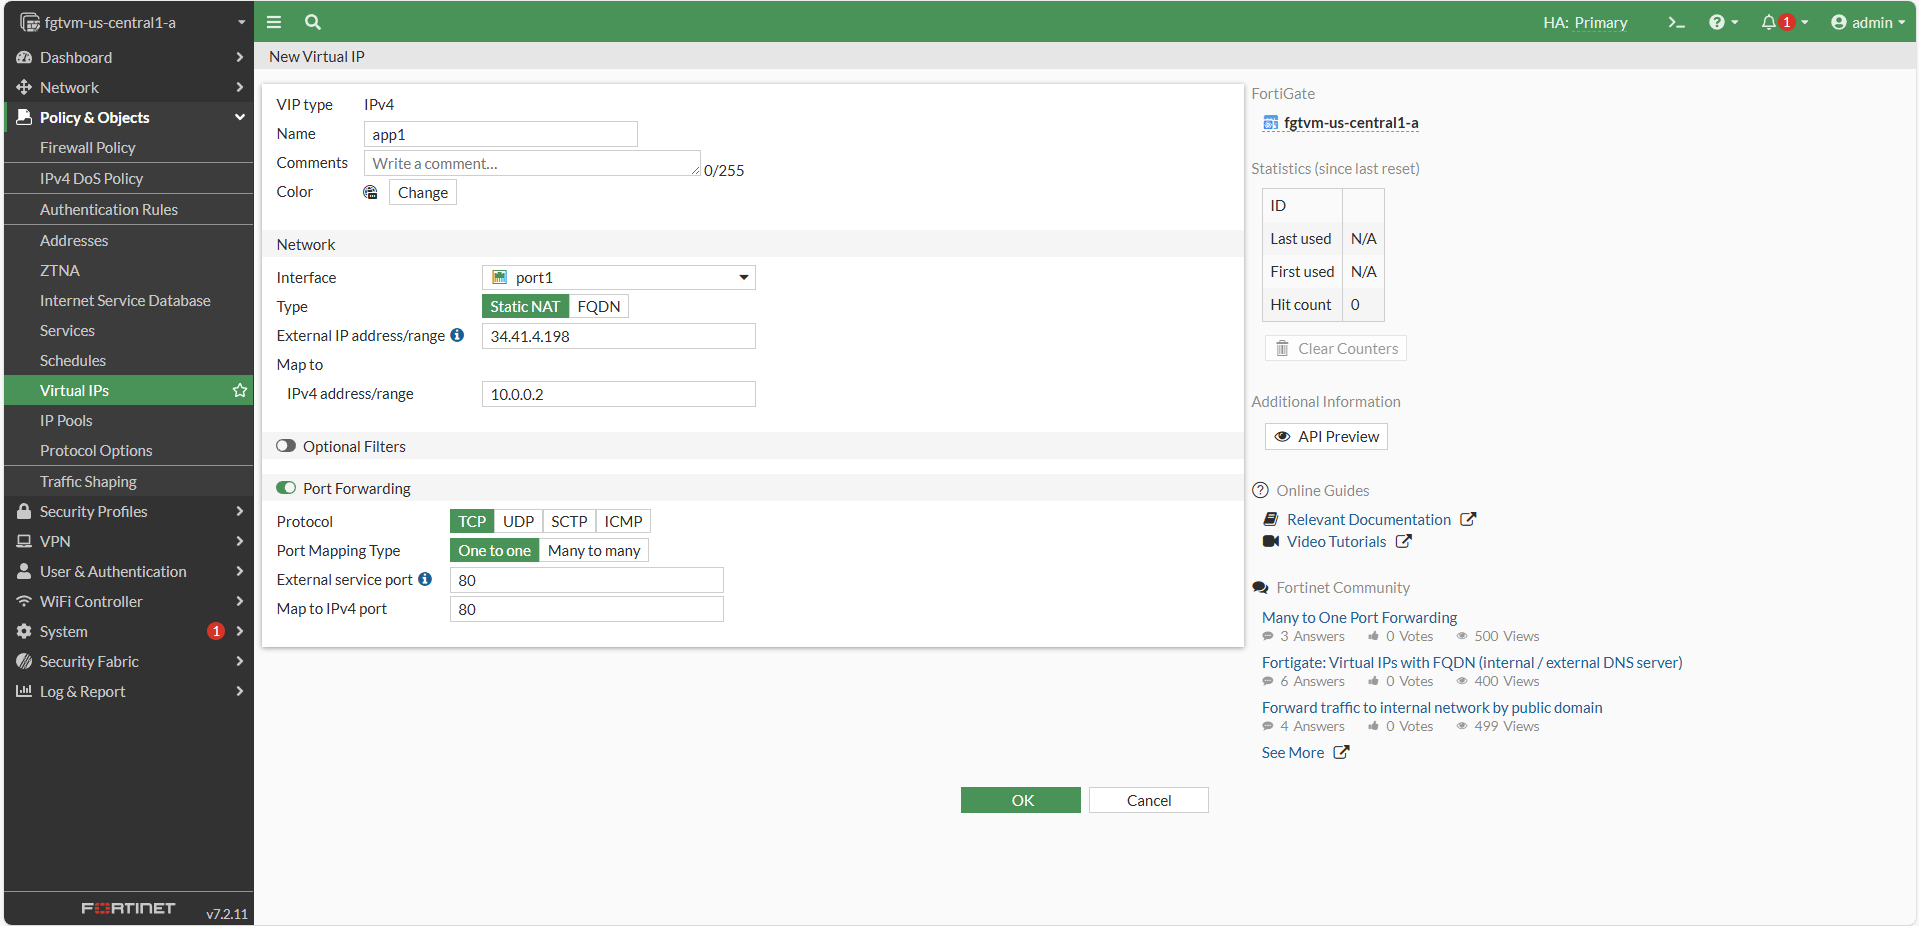 fgtvm-us-central1-a
HA: Primary
>_
1
admin
Dashboard
Network
Policy & Objects
Firewall Policy
IPv4 DoS Policy
Authentication Rules
Addresses
ZTNA
Internet Service Database
Services
Schedules
Virtual IPs
IP Pools
Protocol Options
Traffic Shaping
Security Profiles
VPN
User & Authentication
WiFi Controller
System 1
Security Fabric
Log & Report
FORTINET v7.2.11
New Virtual IP
VIP type IPv4
Name app1
Comments Write a comment... 0/255
Color Change
Network
Interface port1
Type Static NAT FQDN
External IP address/range 34.41.4.198
Map to
IPv4 address/range 10.0.0.2
Optional Filters
Port Forwarding
Protocol TCP UDP SCTP ICMP
Port Mapping Type One to one Many to many
External service port 80
Map to IPv4 port 80
OK Cancel
FortiGate
fgtvm-us-central1-a
Statistics (since last reset)
ID
Last used N/A
First used N/A
Hit count 0
Clear Counters
Additional Information
API Preview
Online Guides
Relevant Documentation
Video Tutorials
Fortinet Community
Many to One Port Forwarding
3 Answers 0 Votes 500 Views
Fortigate: Virtual IPs with FQDN (internal / external DNS server)
6 Answers 0 Votes 400 Views
Forward traffic to internal network by public domain
4 Answers 0 Votes 499 Views
See More